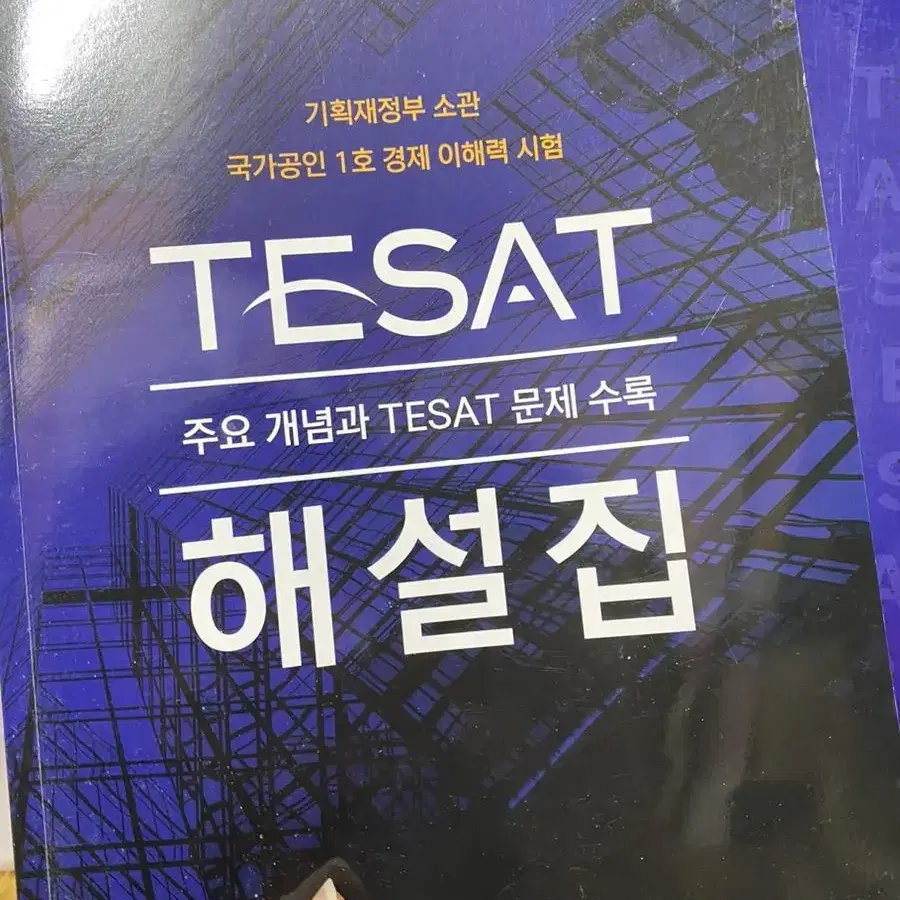 기획재정부 소관
국가공인 1호 경제 이해력 시험
TESAT
주요 개념과 TESAT 문제 수록
해설집